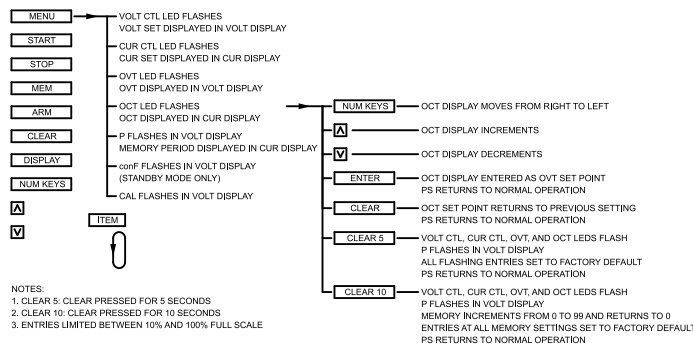 MENU
START
STOP
MEM
ARM
CLEAR
DISPLAY
NUM KEYS
VOLT CTL LED FLASHES
VOLT SET DISPLAYED IN VOLT DISPLAY
CUR CTL LED FLASHES
CUR SET DISPLAYED IN CUR DISPLAY
OVT LED FLASHES
OVT DISPLAYED IN VOLT DISPLAY
OCT LED FLASHES
OCT DISPLAYED IN CUR DISPLAY
P FLASHES IN VOLT DISPLAY
MEMORY PERIOD DISPLAYED IN CUR DISPLAY
conF FLASHES IN VOLT DISPLAY
(STANDBY MODE ONLY)
CAL FLASHES IN VOLT DISPLAY
ITEM
NUM KEYS
OCT DISPLAY MOVES FROM RIGHT TO LEFT
OCT DISPLAY INCREMENTS
OCT DISPLAY DECREMENTS
ENTER
OCT DISPLAY ENTERED AS OVT SET POINT
PS RETURNS TO NORMAL OPERATION
CLEAR
OCT SET POINT RETURNS TO PREVIOUS SETTING
PS RETURNS TO NORMAL OPERATION
CLEAR 5
VOLT CTL, CUR CTL, OVT, AND OCT LEDS FLASH
P FLASHES IN VOLT DISPLAY
ALL FLASHING ENTRIES SET TO FACTORY DEFAULT
PS RETURNS TO NORMAL OPERATION
CLEAR 10
VOLT CTL, CUR CTL, OVT, AND OCT LEDS FLASH
P FLASHES IN VOLT DISPLAY
MEMORY INCREMENTS FROM 0 TO 99 AND RETURNS TO 0
ENTRIES AT ALL MEMORY SETTINGS SET TO FACTORY DEFAULT
PS RETURNS TO NORMAL OPERATION
NOTES:
1. CLEAR 5: CLEAR PRESSED FOR 5 SECONDS
2. CLEAR 10: CLEAR PRESSED FOR 10 SECONDS
3. ENTRIES LIMITED BETWEEN 10% AND 100% FULL SCALE